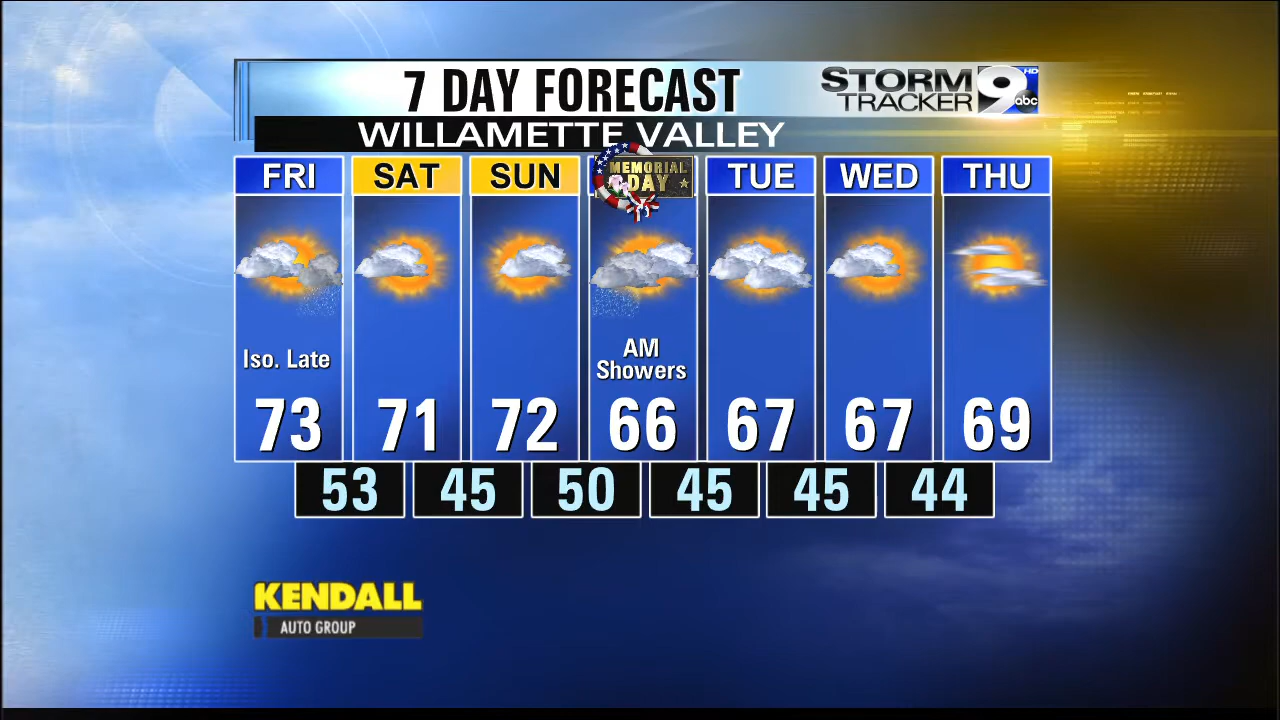 7 DAY FORECAST
STORM
TRACKER
9
HD
abc
WILLAMETTE VALLEY
FRI SAT SUN MEMORIAL DAY TUE WED THU
Iso. Late
AM
Showers
73 71 72 66 67 67 69
53 45 50 45 45 44
KENDALL
AUTO GROUP